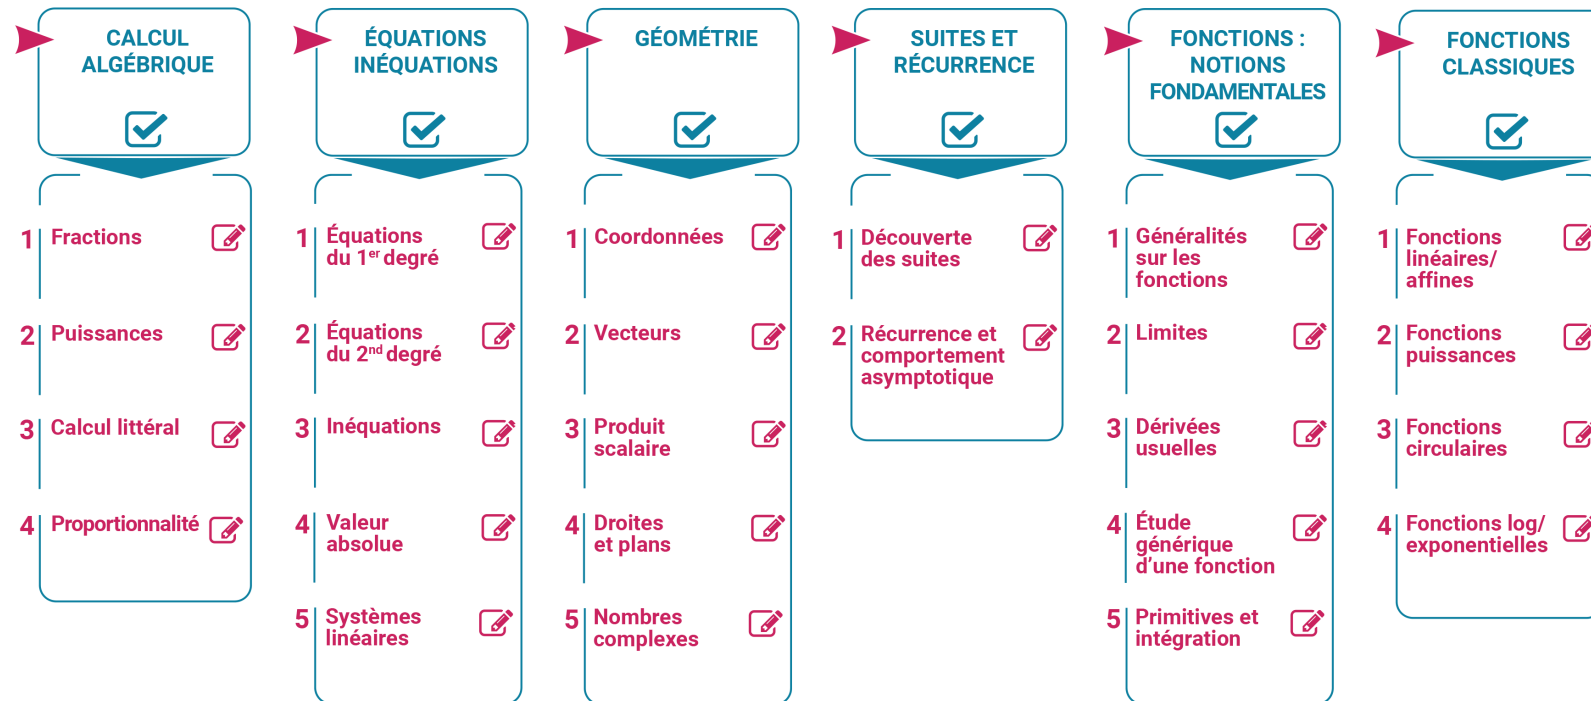 CALCUL
ALGÉBRIQUE
1 Fractions
2 Puissances
3 Calcul littéral
4 Proportionnalité
ÉQUATIONS
INÉQUATIONS
1 Équations
du 1er degré
2 Équations
du 2nd degré
3 Inéquations
4 Valeur
absolue
5 Systèmes
linéaires
GÉOMÉTRIE
1 Coordonnées
2 Vecteurs
3 Produit
scalaire
4 Droites
et plans
5 Nombres
complexes
SUITES ET
RÉCURRENCE
1 Découverte
des suites
2 Récurrence et
comportement
asymptotique
FONCTIONS :
NOTIONS
FONDAMENTALES
1 Généralités
sur les
fonctions
2 Limites
3 Dérivées
usuelles
4 Étude
générique
d'une fonction
5 Primitives et
intégration
FONCTIONS
CLASSIQUES
1 Fonctions
linéaires/
affines
2 Fonctions
puissances
3 Fonctions
circulaires
4 Fonctions log/
exponentielles